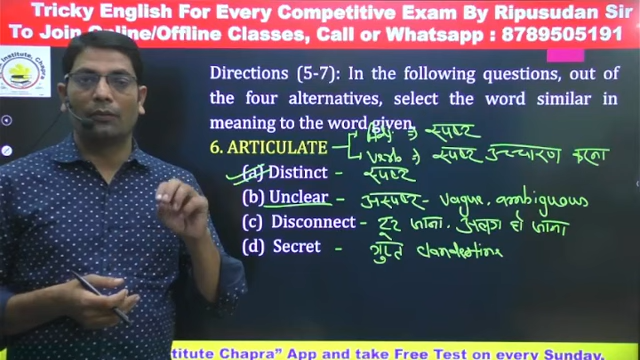 Tricky English For Every Competitive Exam By Ripusudan Sir
To Join Online/Offline Classes, Call or Whatsapp : 8789505191
Institute, Chapra
Directions (5-7): In the following questions, out of
the four alternatives, select the word similar in
meaning to the word given.
Adj ⇒ स्पष्ट
6. ARTICULATE
Verb ⇒ स्पष्ट उच्चारण करना
(a) Distinct - स्पष्ट
(b) Unclear - अस्पष्ट - vague, ambiguous
(c) Disconnect - टूट जाना, अलग हो जाना
(d) Secret - गुप्त clandestine
stitute Chapra" App and take Free Test on every Sunday.